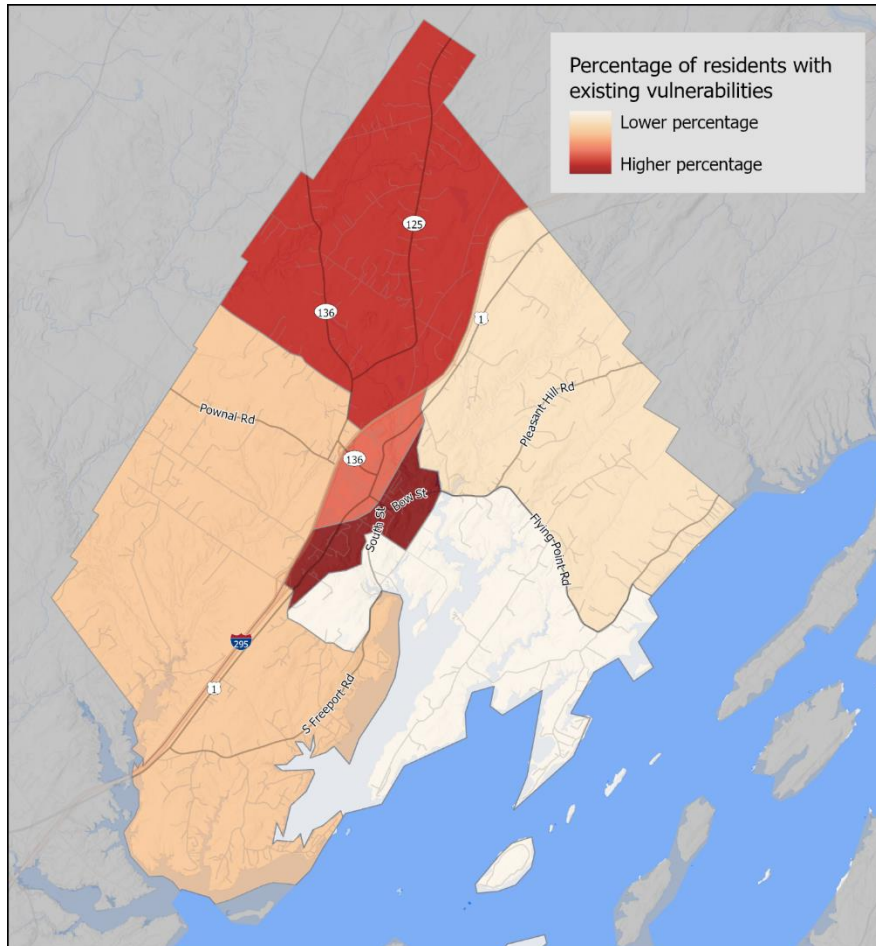 Percentage of residents with
existing vulnerabilities
Lower percentage
Higher percentage
125
136
1
Pleasant Hill Rd
Pownal Rd
136
Bow St
South St
Flying Point Rd
295
1
S Freeport Rd